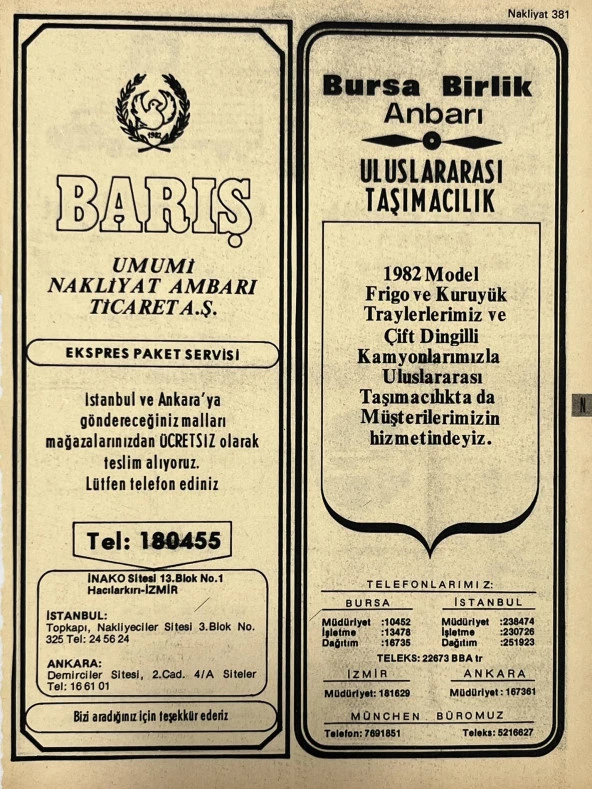 Nakliyat 381
1982
BARIŞ
UMUMİ
NAKLİYAT AMBARI
TİCARET A.Ş.
EKSPRES PAKET SERVİSİ
Istanbul ve Ankara'ya
göndereceğiniz malları
mağazalarınızdan ÜCRETSİZ olarak
teslim alıyoruz.
Lütfen telefon ediniz
Tel: 180455
İNAKO Sitesi 13.Blok No.1
Hacılarkırı-İZMİR
İSTANBUL:
Topkapı, Nakliyeciler Sitesi 3.Blok No.
325 Tel: 24 56 24
ANKARA:
Demirciler Sitesi, 2.Cad. 4/A Siteler
Tel: 16 61 01
Bizi aradığınız için teşekkür ederiz
Bursa Birlik
Anbarı
ULUSLARARASI
TAŞIMACILIK
1982 Model
Frigo ve Kuruyük
Traylerlerimiz ve
Çift Dingilli
Kamyonlarımızla
Uluslararası
Taşımacılıkta da
Müşterilerimizin
hizmetindeyiz.
TELEFONLARIMIZ:
BURSA İSTANBUL
Müdüriyet :10452 Müdüriyet :238474
İşletme :13478 İşletme :230726
Dağıtım :16735 Dağıtım :251923
TELEKS: 22673 BBA tr
İZMİR ANKARA
Müdüriyet: 181629 Müdüriyet: 167361
MÜNCHEN BÜROMUZ
Telefon: 7691851 Teleks: 5216627
N